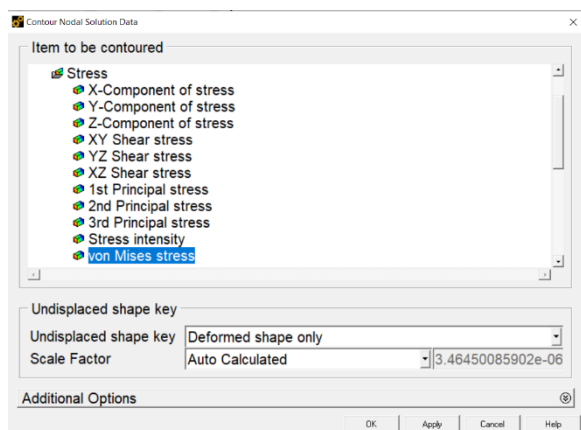 Contour Nodal Solution Data
Item to be contoured
Stress
X-Component of stress
Y-Component of stress
Z-Component of stress
XY Shear stress
YZ Shear stress
XZ Shear stress
1st Principal stress
2nd Principal stress
3rd Principal stress
Stress intensity
von Mises stress
Undisplaced shape key
Undisplaced shape key Deformed shape only
Scale Factor Auto Calculated 3.46450085902e-06
Additional Options
OK Apply Cancel Help